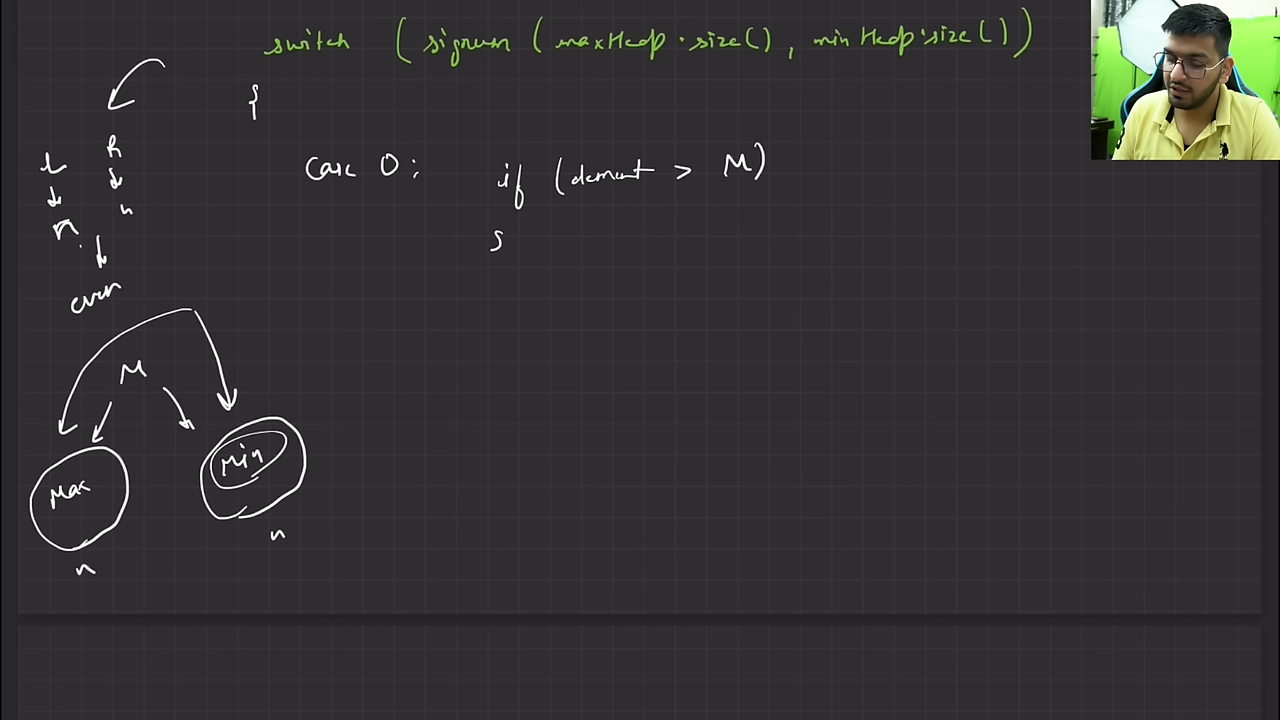 switch ( signum ( maxHeap.size(), minHeap.size() )
{
Case 0 : if (element > M)
{
L R
n n
even
M
Max Min
n n